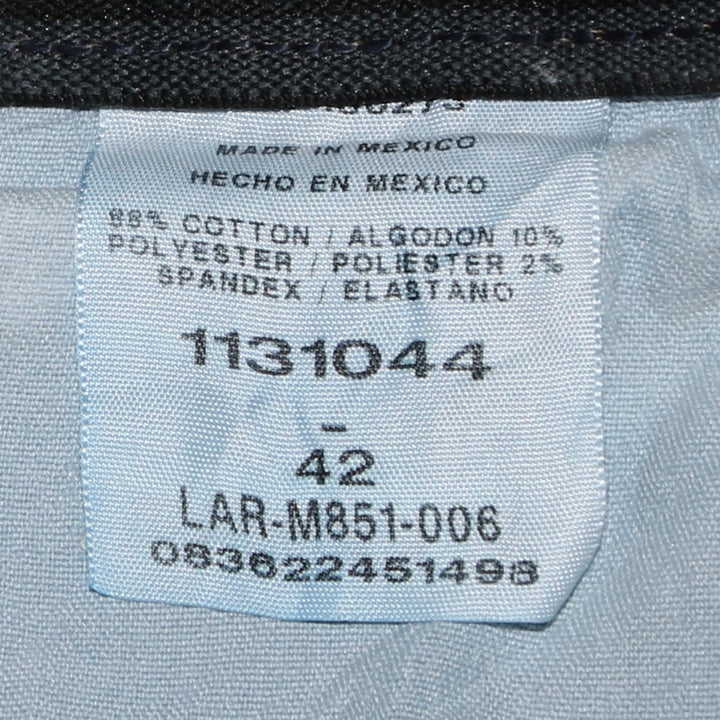 MADE IN MEXICO
HECHO EN MEXICO
88% COTTON / ALGODON 10%
POLYESTER / POLIESTER 2%
SPANDEX / ELASTANO
1131044
-
42
LAR-M851-006
083622451498